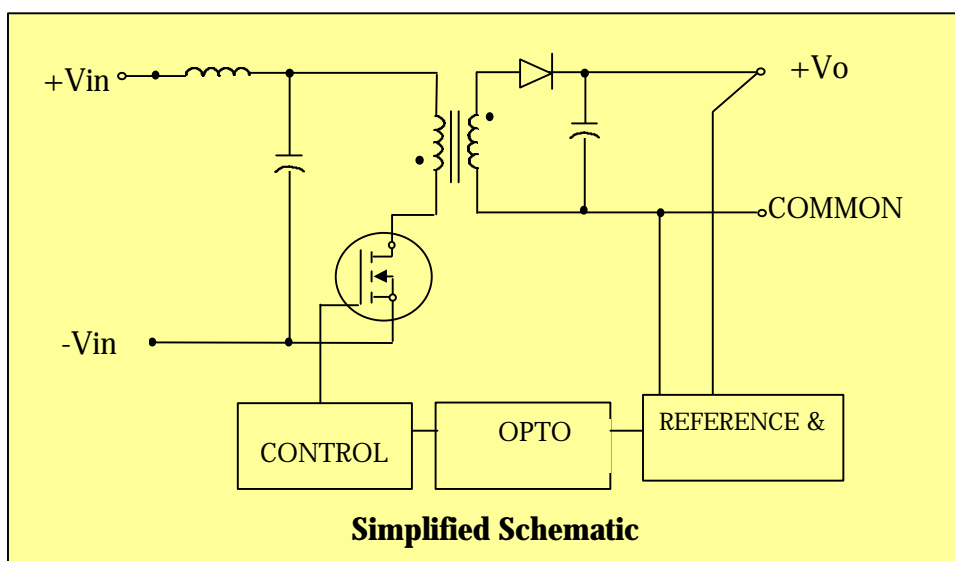 +Vin
+Vo
COMMON
-Vin
CONTROL
OPTO
REFERENCE &
Simplified Schematic